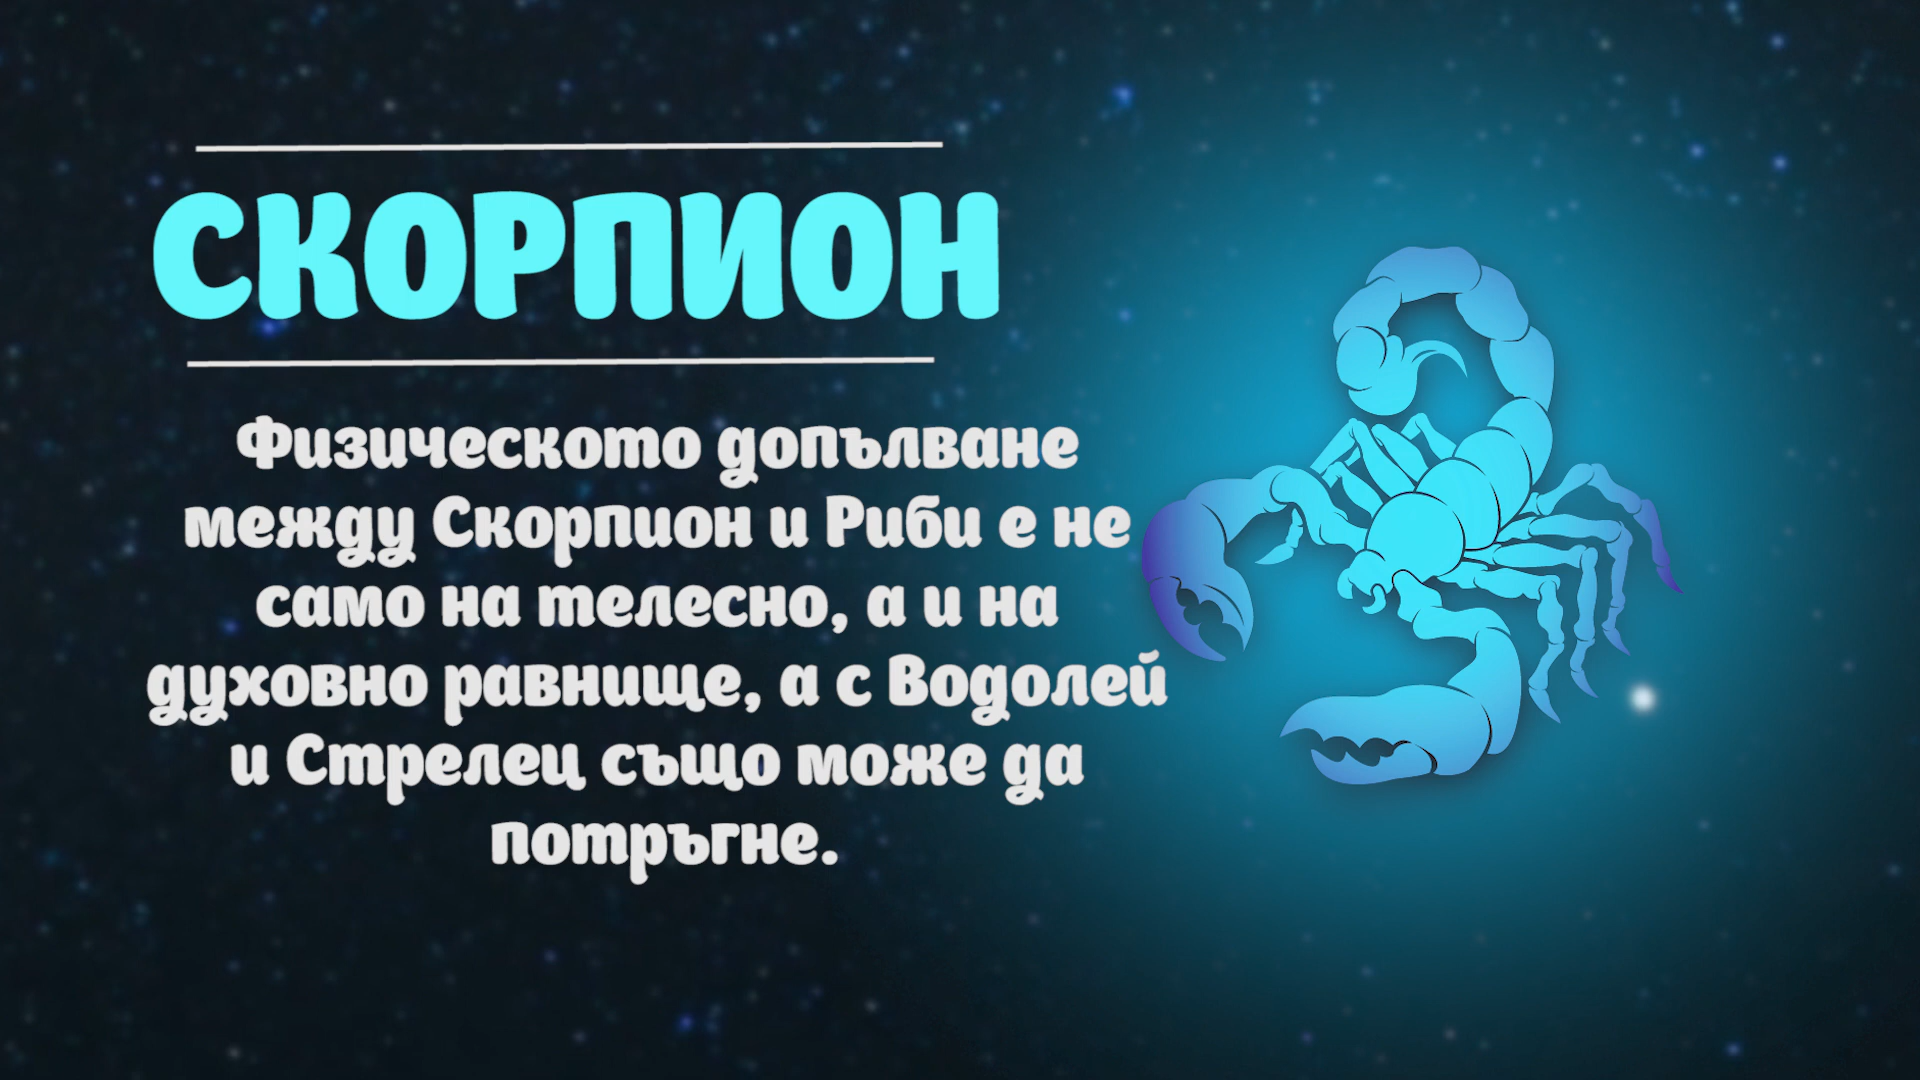 СКОРПИОН
Физическото допълване
между Скорпион и Риби е не
само на телесно, а и на
духовно равнище, а с Водолей
и Стрелец също може да
потръгне.